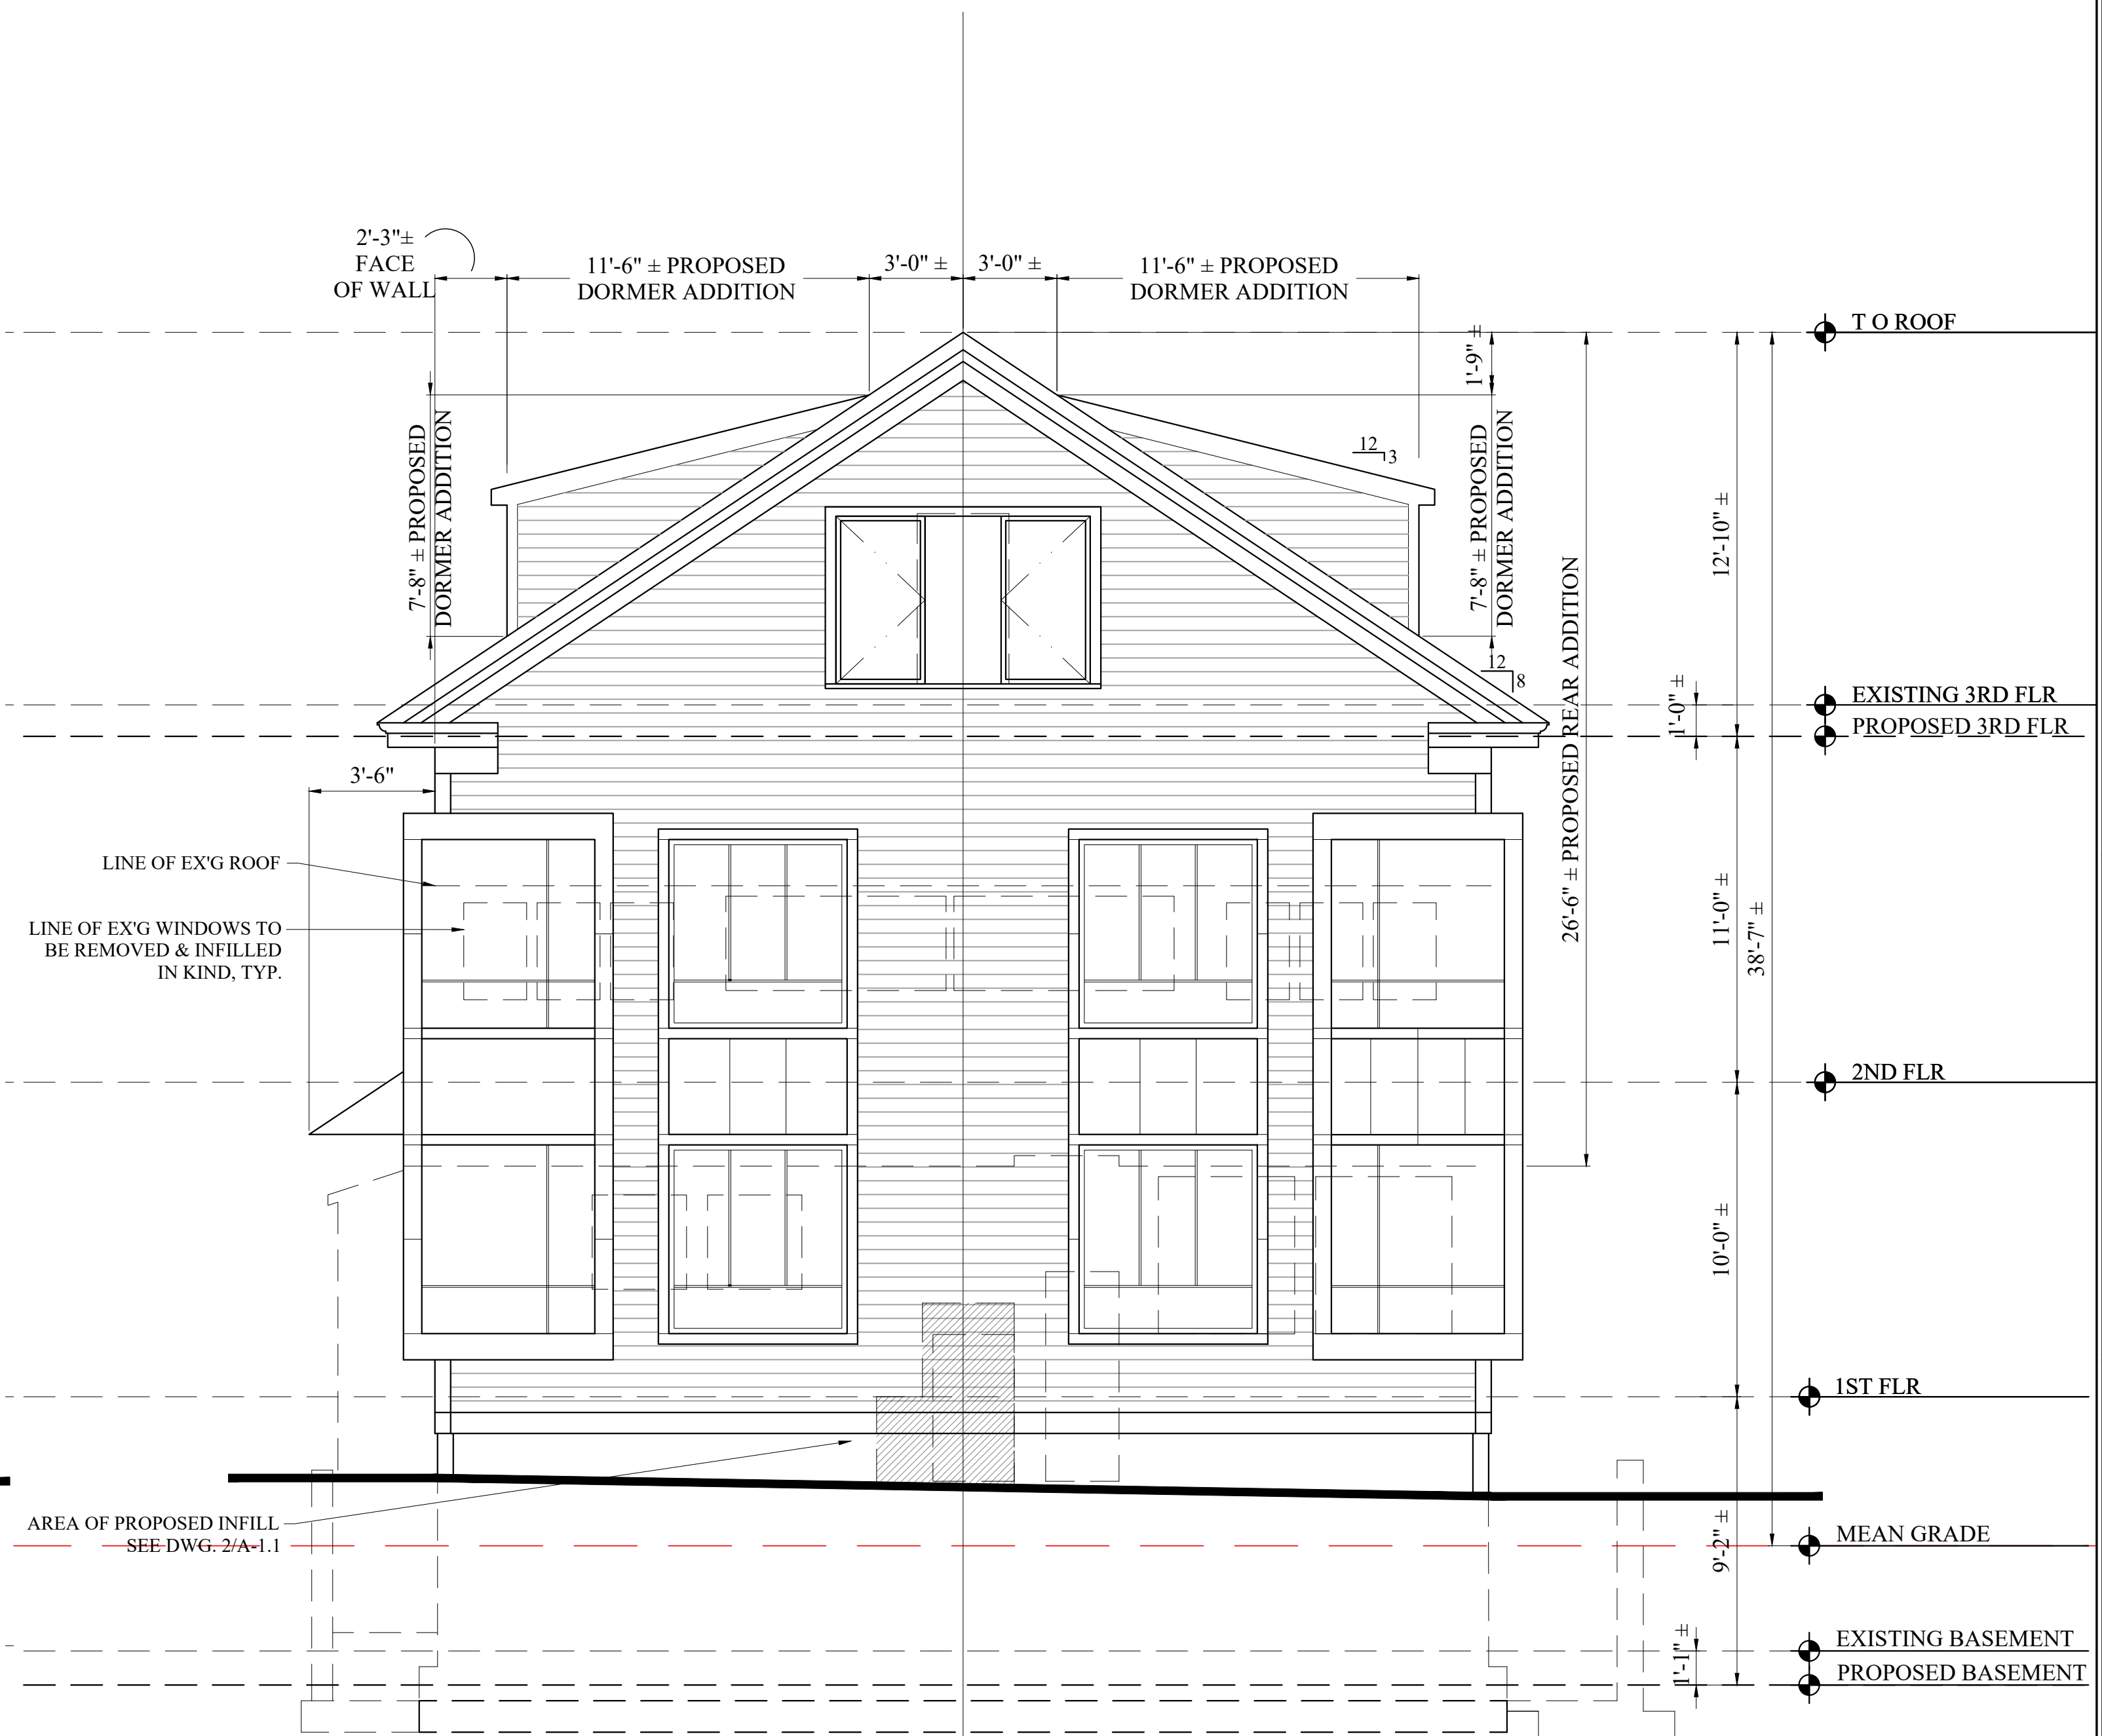 2'-3"±
FACE
OF WALL
11'-6" ± PROPOSED
DORMER ADDITION
3'-0" ±
3'-0" ±
11'-6" ± PROPOSED
DORMER ADDITION
T O ROOF
1'-9" ±
7'-8" ± PROPOSED
DORMER ADDITION
12
3
7'-8" ± PROPOSED
DORMER ADDITION
12'-10" ±
26'-6" ± PROPOSED REAR ADDITION
12
8
1'-0" ±
EXISTING 3RD FLR
PROPOSED 3RD FLR
3'-6"
LINE OF EX'G ROOF
LINE OF EX'G WINDOWS TO
BE REMOVED & INFILLED
IN KIND, TYP.
11'-0" ±
38'-7" ±
2ND FLR
10'-0" ±
1ST FLR
AREA OF PROPOSED INFILL
SEE DWG. 2/A-1.1
9'-2" ±
MEAN GRADE
1'-1" ±
EXISTING BASEMENT
PROPOSED BASEMENT